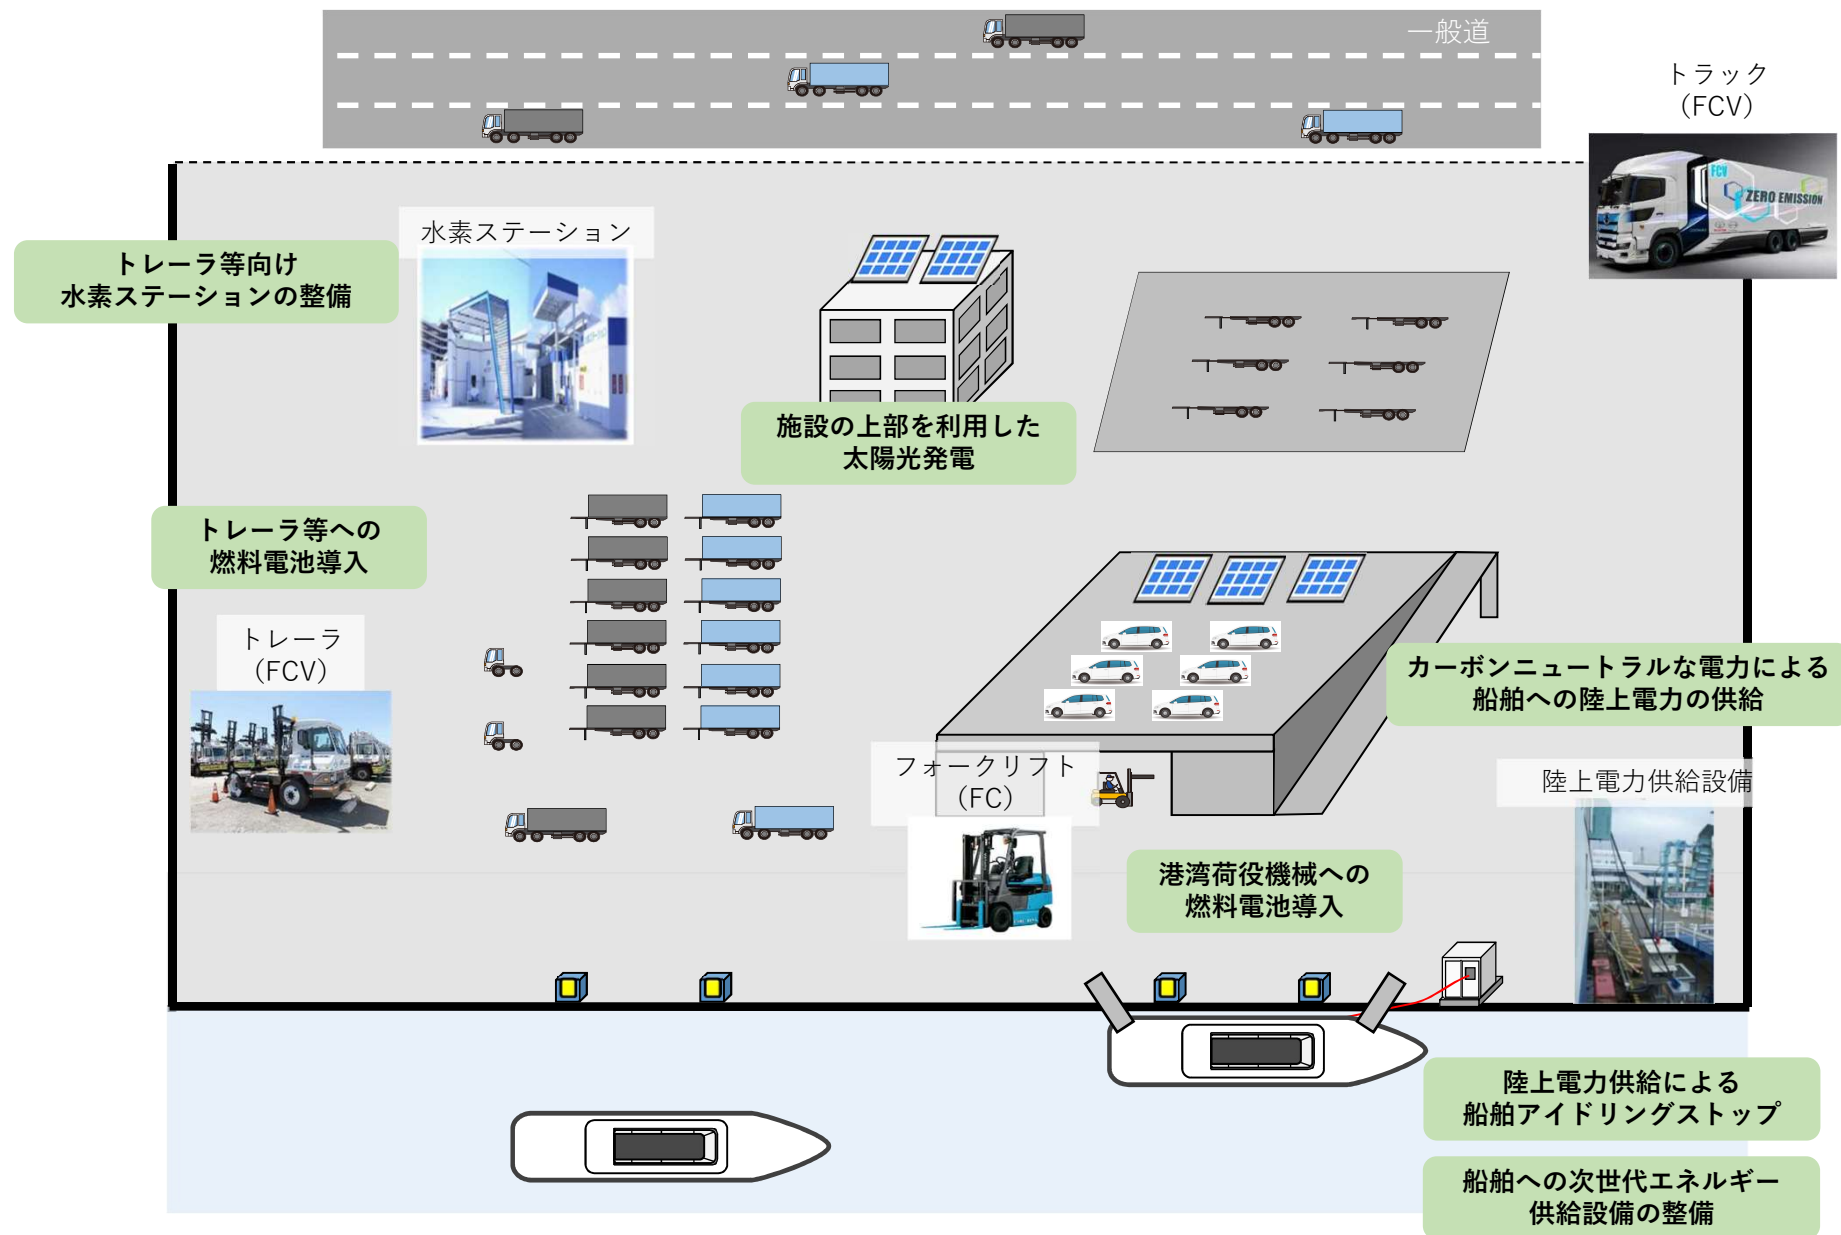 一般道
トラック
（FCV）
FCV
ZERO EMISSION
水素ステーション
トレーラ等向け
水素ステーションの整備
施設の上部を利用した
太陽光発電
トレーラ等への
燃料電池導入
トレーラ
（FCV）
カーボンニュートラルな電力による
船舶への陸上電力の供給
フォークリフト
（FC）
陸上電力供給設備
港湾荷役機械への
燃料電池導入
陸上電力供給による
船舶アイドリングストップ
船舶への次世代エネルギー
供給設備の整備